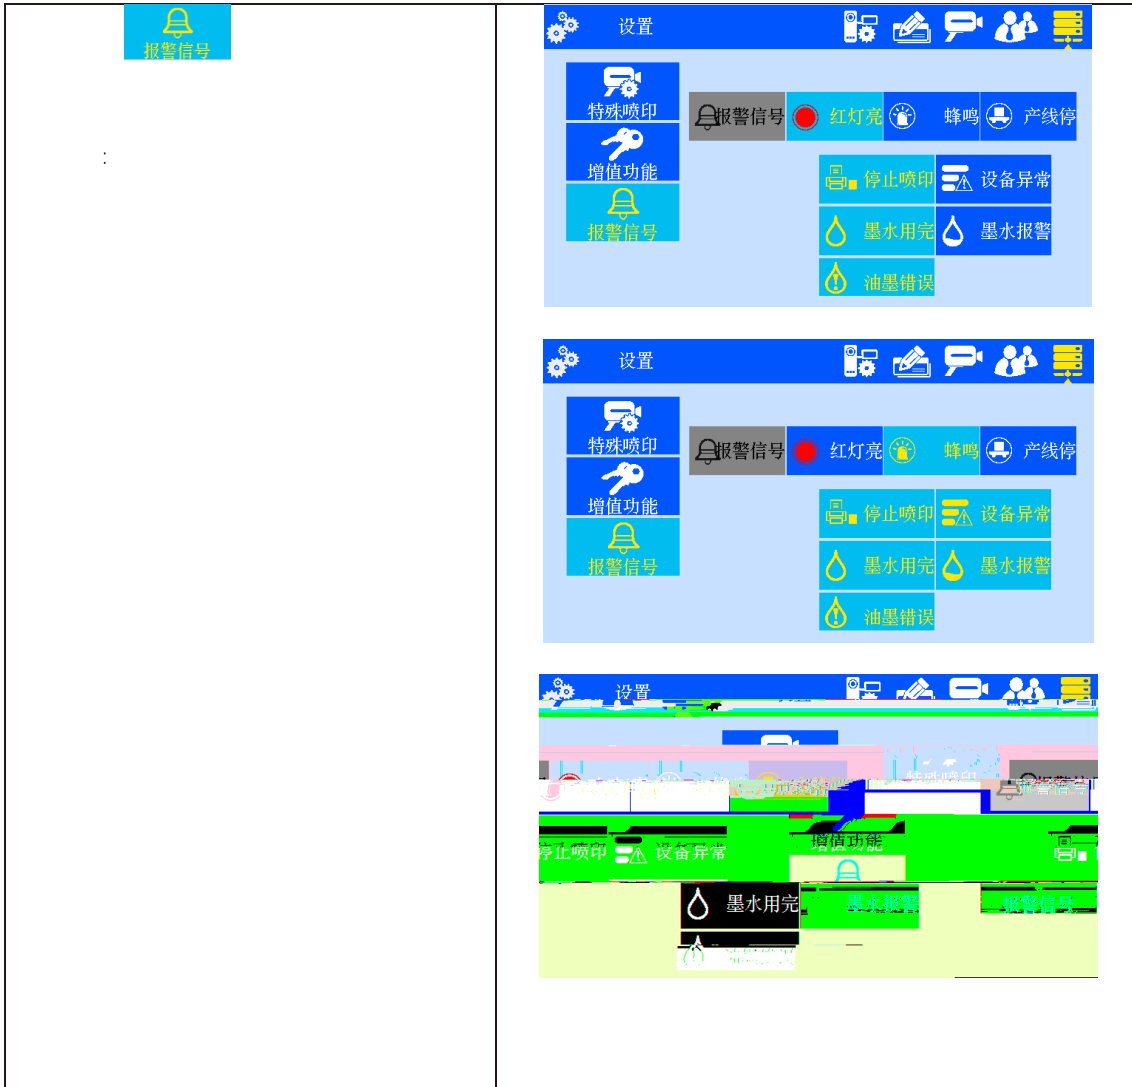 报警信号
:
设置
特殊喷印
报警信号 红灯亮 蜂鸣 产线停
增值功能
停止喷印 设备异常
报警信号
墨水用完 墨水报警
油墨错误
设置
特殊喷印
报警信号 红灯亮 蜂鸣 产线停
增值功能
停止喷印 设备异常
报警信号
墨水用完 墨水报警
油墨错误
设置
特殊喷印
增值功能
停止喷印 设备异常
墨水用完 墨水报警 报警信号